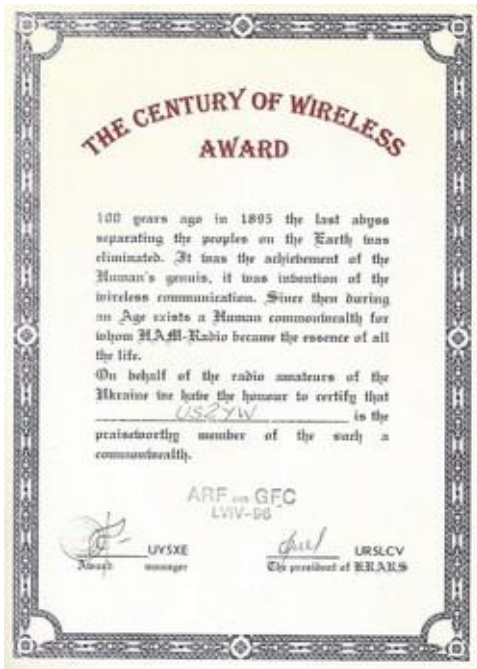 THE CENTURY OF WIRELESS
AWARD
100 years ago in 1895 the last abyss
separating the peoples on the Earth was
eliminated. It was the achievement of the
Human's genuis, it was invention of the
wireless communication. Since then during
an Age exists a Human commonwealth for
whom HAM-Radio became the essence of all
the life.
On behalf of the radio amateurs of the
Ukraine we have the honour to certify that
US2YW is the
praiseworthy member of the such a
commonwealth.
ARF AND GFC
LVIV-96
UY5XE
Award manager
UR5LCV
The president of